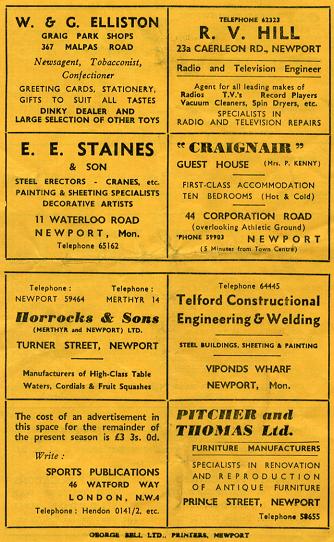 W. & G. ELLISTON
GRAIG PARK SHOPS
367 MALPAS ROAD
Newsagent, Tobacconist,
Confectioner
GREETING CARDS, STATIONERY,
GIFTS TO SUIT ALL TASTES
DINKY DEALER AND
LARGE SELECTION OF OTHER TOYS
TELEPHONE 62323
R. V. HILL
23a CAERLEON RD., NEWPORT
Radio and Television Engineer
Agent for all leading makes of
Radios T.V.'s Record Players
Vacuum Cleaners, Spin Dryers, etc.
SPECIALISTS IN
RADIO AND TELEVISION REPAIRS
E. E. STAINES
& SON
STEEL ERECTORS - CRANES, etc.
PAINTING & SHEETING SPECIALISTS
DECORATIVE ARTISTS
11 WATERLOO ROAD
NEWPORT, Mon.
Telephone 65162
"CRAIGNAIR"
GUEST HOUSE (Mrs. P. KENNY)
FIRST-CLASS ACCOMMODATION
TEN BEDROOMS (Hot & Cold)
44 CORPORATION ROAD
(overlooking Athletic Ground)
'PHONE 59903 NEWPORT
(5 Minutes from Town Centre)
Telephone : Telephone :
NEWPORT 59464 MERTHYR 14
Horrocks & Sons
(MERTHYR and NEWPORT) LTD.
TURNER STREET, NEWPORT
Manufacturers of High-Class Table
Waters, Cordials & Fruit Squashes
Telephone 64445
Telford Constructional
Engineering & Welding
STEEL BUILDINGS, SHEETING & PAINTING
VIPONDS WHARF
NEWPORT, Mon.
The cost of an advertisement in
this space for the remainder of
the present season is £3 3s. 0d.
Write :
SPORTS PUBLICATIONS
46 WATFORD WAY
LONDON, N.W.4
Telephone : Hendon 0141/2, etc.
PITCHER and
THOMAS Ltd.
FURNITURE MANUFACTURERS
SPECIALISTS IN RENOVATION
AND REPRODUCTION
OF ANTIQUE FURNITURE
PRINCE STREET, NEWPORT
Telephone 58655
GEORGE BELL LTD., PRINTERS, NEWPORT